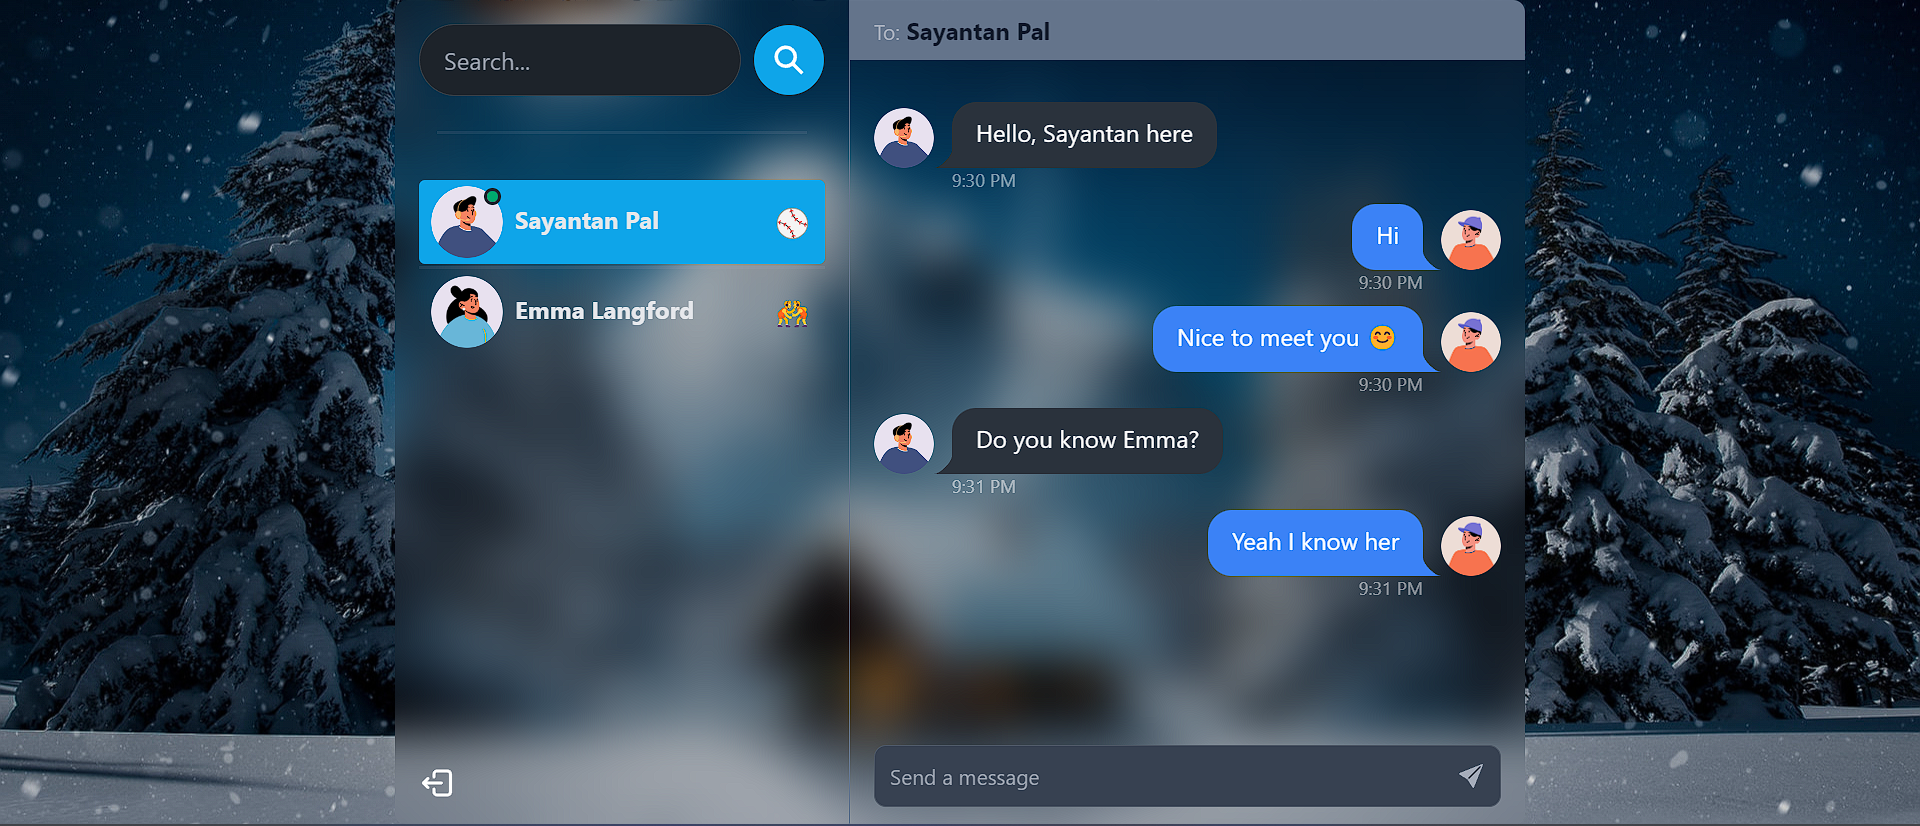 Search...
Sayantan Pal
Emma Langford
To: Sayantan Pal
Hello, Sayantan here
9:30 PM
Hi
9:30 PM
Nice to meet you 😊
9:30 PM
Do you know Emma?
9:31 PM
Yeah I know her
9:31 PM
Send a message